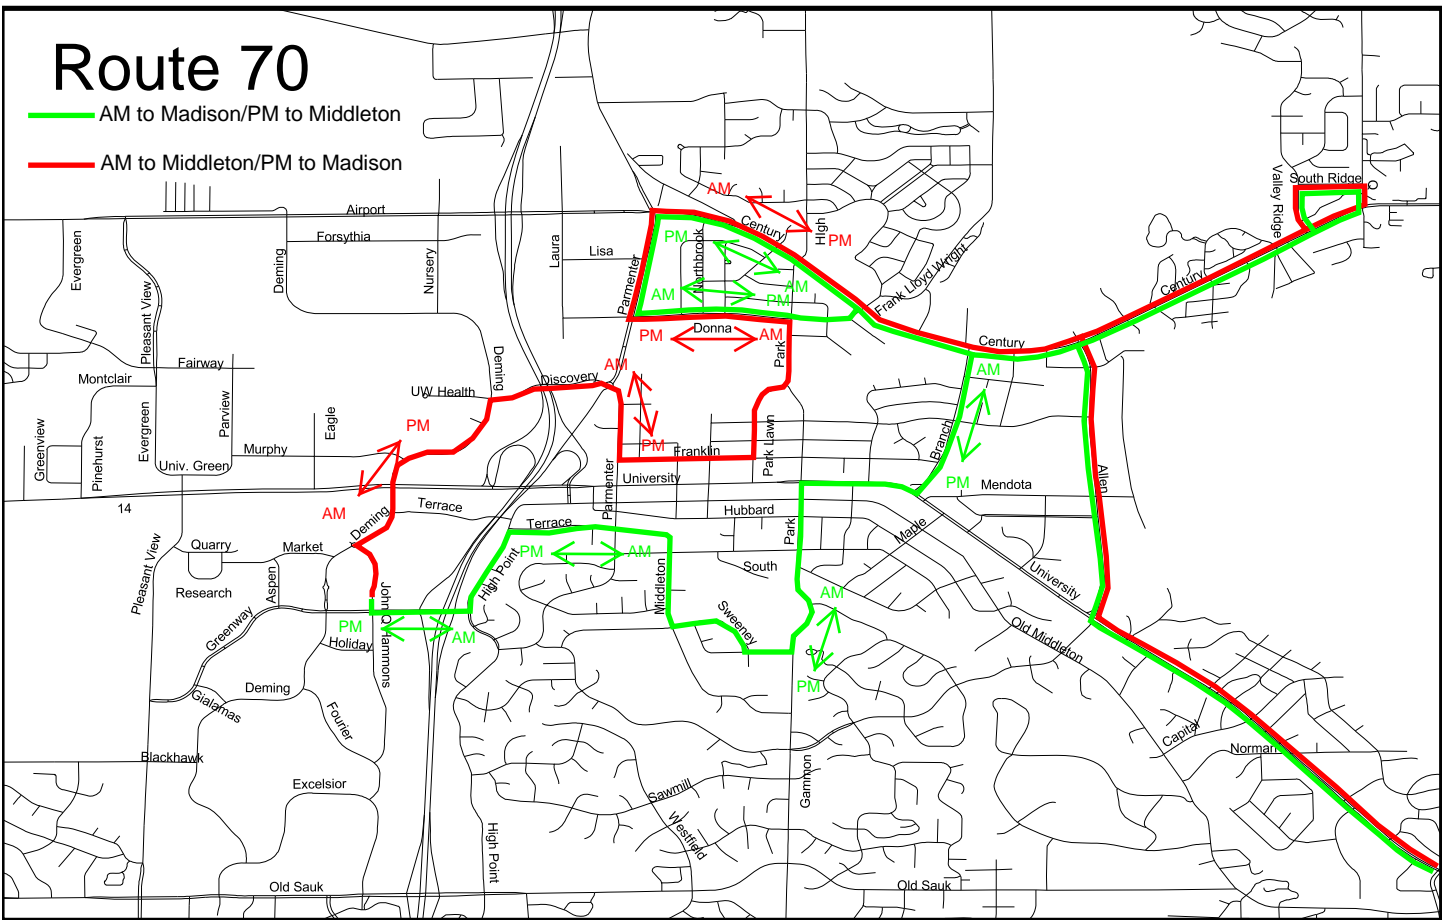 Route 70
AM to Madison/PM to Middleton
AM to Middleton/PM to Madison
Valley Ridge
South Ridge
AM
Airport
Century
High
PM
Forsythia
Evergreen
Deming
Nursery
Laura
Lisa
Parmenter
PM
Northbrook
AM
AM
PM
Pleasant View
Frank Lloyd Wright
Century
Donna
PM
AM
Park
Century
Fairway
Montclair
Deming
Discovery
UW Health
AM
AM
Greenview
Pinehurst
Evergreen
Parview
Eagle
Murphy
Univ. Green
PM
PM
Franklin
Park Lawn
Branch
Allen
University
Parmenter
PM
Mendota
14
AM
Deming
Terrace
Terrace
Hubbard
Park
Maple
Pleasant View
Quarry
Market
Research
Aspen
PM
AM
High Point
Middleton
South
University
AM
Greenway
John Q Hammons
PM
AM
Holiday
Sweeney
Old Middleton
Deming
Gialamas
Fourier
PM
Capital
Norman
Blackhawk
Excelsior
Sawmill
Gammon
Westfield
High Point
Old Sauk
Old Sauk